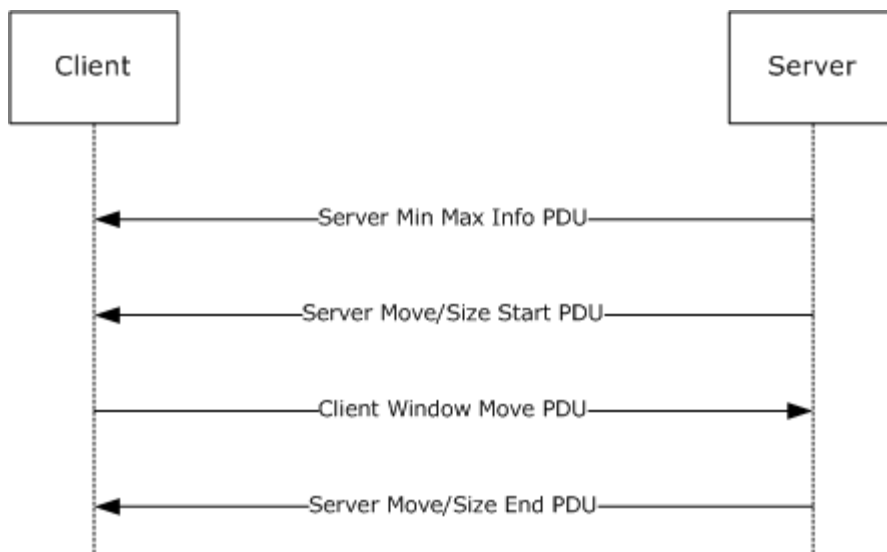 Client
Server
Server Min Max Info PDU
Server Move/Size Start PDU
Client Window Move PDU
Server Move/Size End PDU